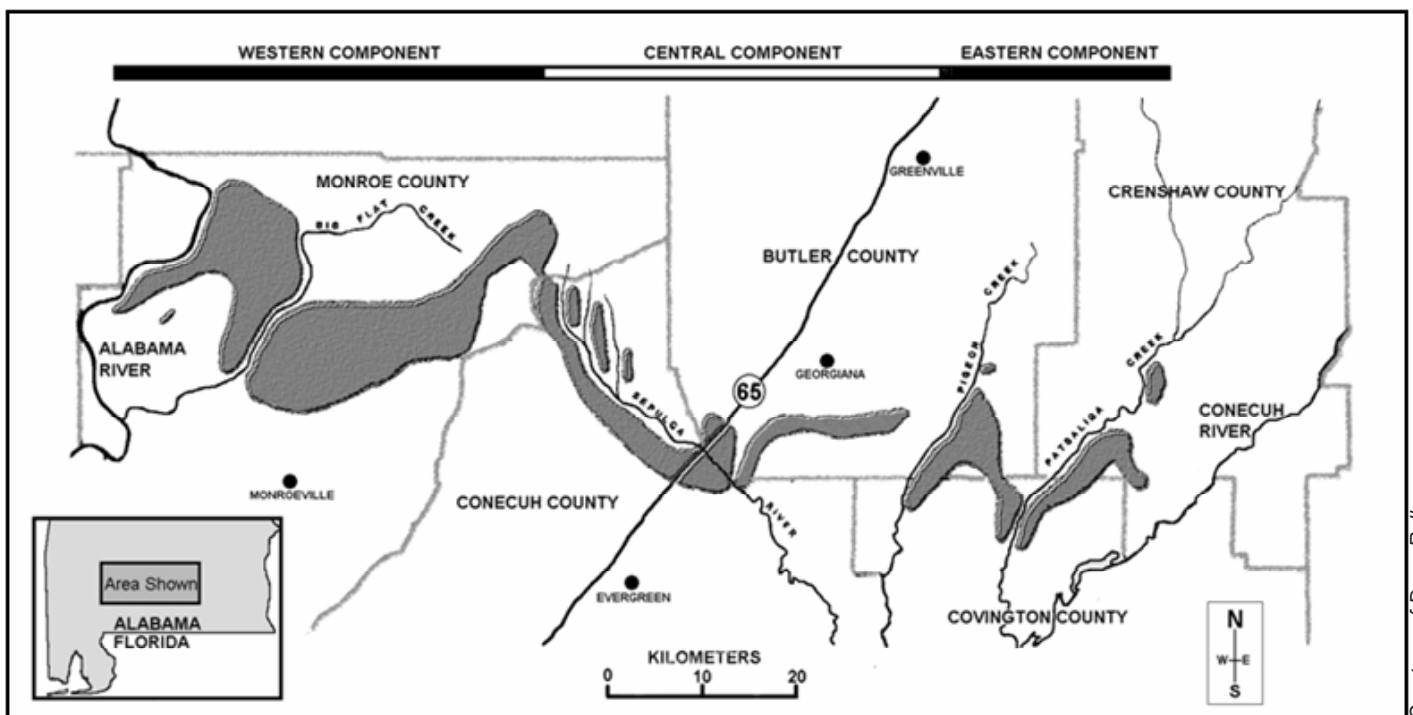 WESTERN COMPONENT
CENTRAL COMPONENT
EASTERN COMPONENT
GREENVILLE
MONROE COUNTY
CRENSHAW COUNTY
BIG FLAT CREEK
BUTLER COUNTY
PIGEON CREEK
ALABAMA
RIVER
GEORGIANA
65
SEPULGA RIVER
PATSALIGA CREEK
CONECUH
RIVER
MONROEVILLE
CONECUH COUNTY
EVERGREEN
COVINGTON COUNTY
Area Shown
ALABAMA
FLORIDA
KILOMETERS
0 10 20
N
W E
S